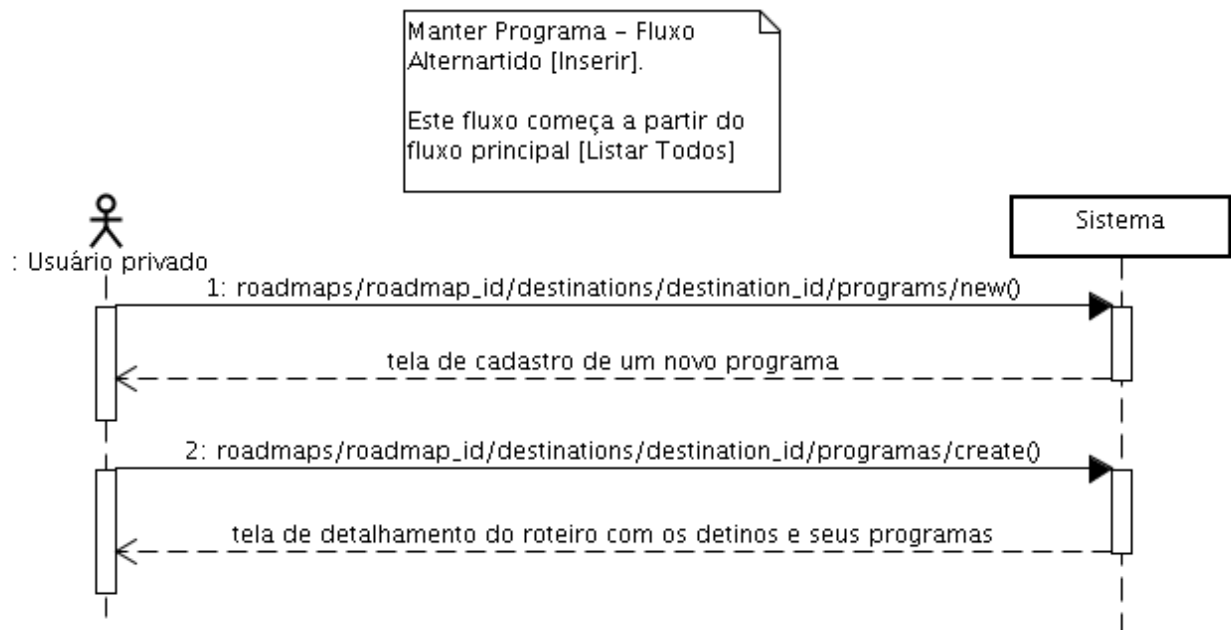 Manter Programa – Fluxo
Alternartido [Inserir].
Este fluxo começa a partir do
fluxo principal [Listar Todos]
: Usuário privado
Sistema
1: roadmaps/roadmap_id/destinations/destination_id/programs/new()
tela de cadastro de um novo programa
2: roadmaps/roadmap_id/destinations/destination_id/programas/create()
tela de detalhamento do roteiro com os detinos e seus programas